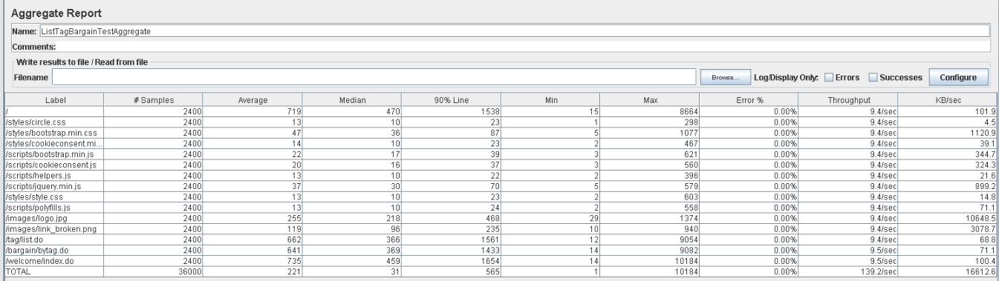 Aggregate Report
Name: ListTagBargainTestAggregate
Comments:
Write results to file / Read from file
Filename Browse... Log/Display Only: Errors Successes Configure
Label # Samples Average Median 90% Line Min Max Error % Throughput KB/sec
/ 2400 719 470 1538 15 8664 0.00% 9.4/sec 101.9
/styles/circle.css 2400 13 10 23 1 298 0.00% 9.4/sec 4.5
/styles/bootstrap.min.css 2400 47 36 87 5 1077 0.00% 9.4/sec 1120.9
/styles/cookieconsent.mi... 2400 14 10 23 2 467 0.00% 9.4/sec 39.1
/scripts/bootstrap.min.js 2400 22 17 39 3 621 0.00% 9.4/sec 344.7
/scripts/cookieconsent.js 2400 20 16 37 3 560 0.00% 9.4/sec 324.3
/scripts/helpers.js 2400 13 10 22 2 396 0.00% 9.4/sec 21.6
/scripts/jquery.min.js 2400 37 30 70 5 579 0.00% 9.4/sec 899.2
/styles/style.css 2400 13 10 23 2 603 0.00% 9.4/sec 14.8
/scripts/polyfills.js 2400 13 10 24 2 558 0.00% 9.4/sec 71.1
/images/logo.jpg 2400 255 218 468 29 1374 0.00% 9.4/sec 10648.5
/images/link_broken.png 2400 119 96 235 10 940 0.00% 9.4/sec 3078.7
/tag/list.do 2400 662 366 1561 12 9054 0.00% 9.4/sec 68.8
/bargain/bytag.do 2400 641 369 1433 14 9082 0.00% 9.5/sec 71.1
/welcome/index.do 2400 735 459 1654 14 10184 0.00% 9.5/sec 100.4
TOTAL 36000 221 31 565 1 10184 0.00% 139.2/sec 16612.6